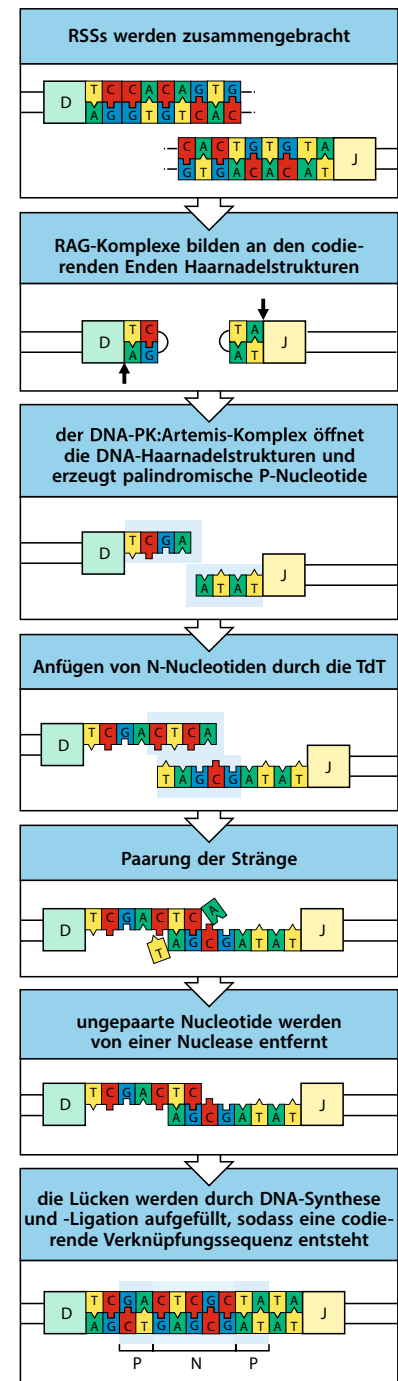 RSSs werden zusammengebracht
D T C C A C A G T G
A G G T G T C A C
C A C T G T G T A J
G T G A C A C A T
RAG-Komplexe bilden an den codie-
renden Enden Haarnadelstrukturen
D T C T A J
A G A T
der DNA-PK:Artemis-Komplex öffnet
die DNA-Haarnadelstrukturen und
erzeugt palindromische P-Nucleotide
D T C G A
A T A T J
Anfügen von N-Nucleotiden durch die TdT
D T C G A C T C A
T A G C G A T A T J
Paarung der Stränge
D T C G A C T C A
T A G C G A T A T J
ungepaarte Nucleotide werden
von einer Nuclease entfernt
D T C G A C T C
A G C G A T A T J
die Lücken werden durch DNA-Synthese
und -Ligation aufgefüllt, sodass eine codie-
rende Verknüpfungssequenz entsteht
D T C G A C T C G C T A T A J
A G C T G A G C G A T A T
P N P